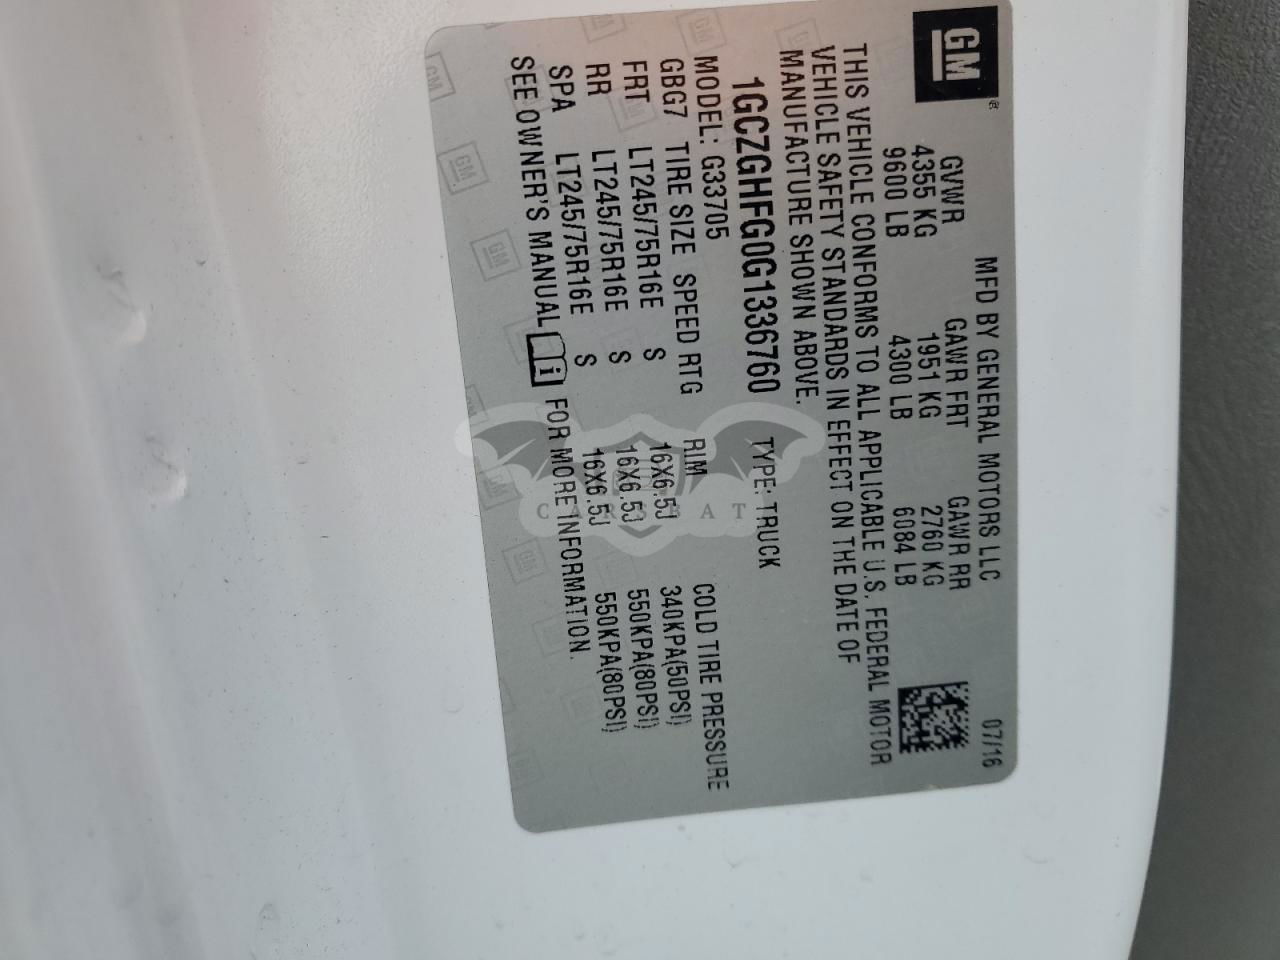 GM®
MFD BY GENERAL MOTORS LLC 07/16
GVWR GAWR FRT GAWR RR
4355 KG 1951 KG 2760 KG
9600 LB 4300 LB 6084 LB
THIS VEHICLE CONFORMS TO ALL APPLICABLE U.S. FEDERAL MOTOR
VEHICLE SAFETY STANDARDS IN EFFECT ON THE DATE OF
MANUFACTURE SHOWN ABOVE.
1GCZGHFG0G1336760 TYPE: TRUCK
MODEL: G33705
GBG7 TIRE SIZE SPEED RTG RIM COLD TIRE PRESSURE
FRT LT245/75R16E S 16X6.5J 340KPA(50PSI)
RR LT245/75R16E S 16X6.5J 550KPA(80PSI)
SPA LT245/75R16E S 16X6.5J 550KPA(80PSI)
SEE OWNER'S MANUAL i FOR MORE INFORMATION.
CARSBAT